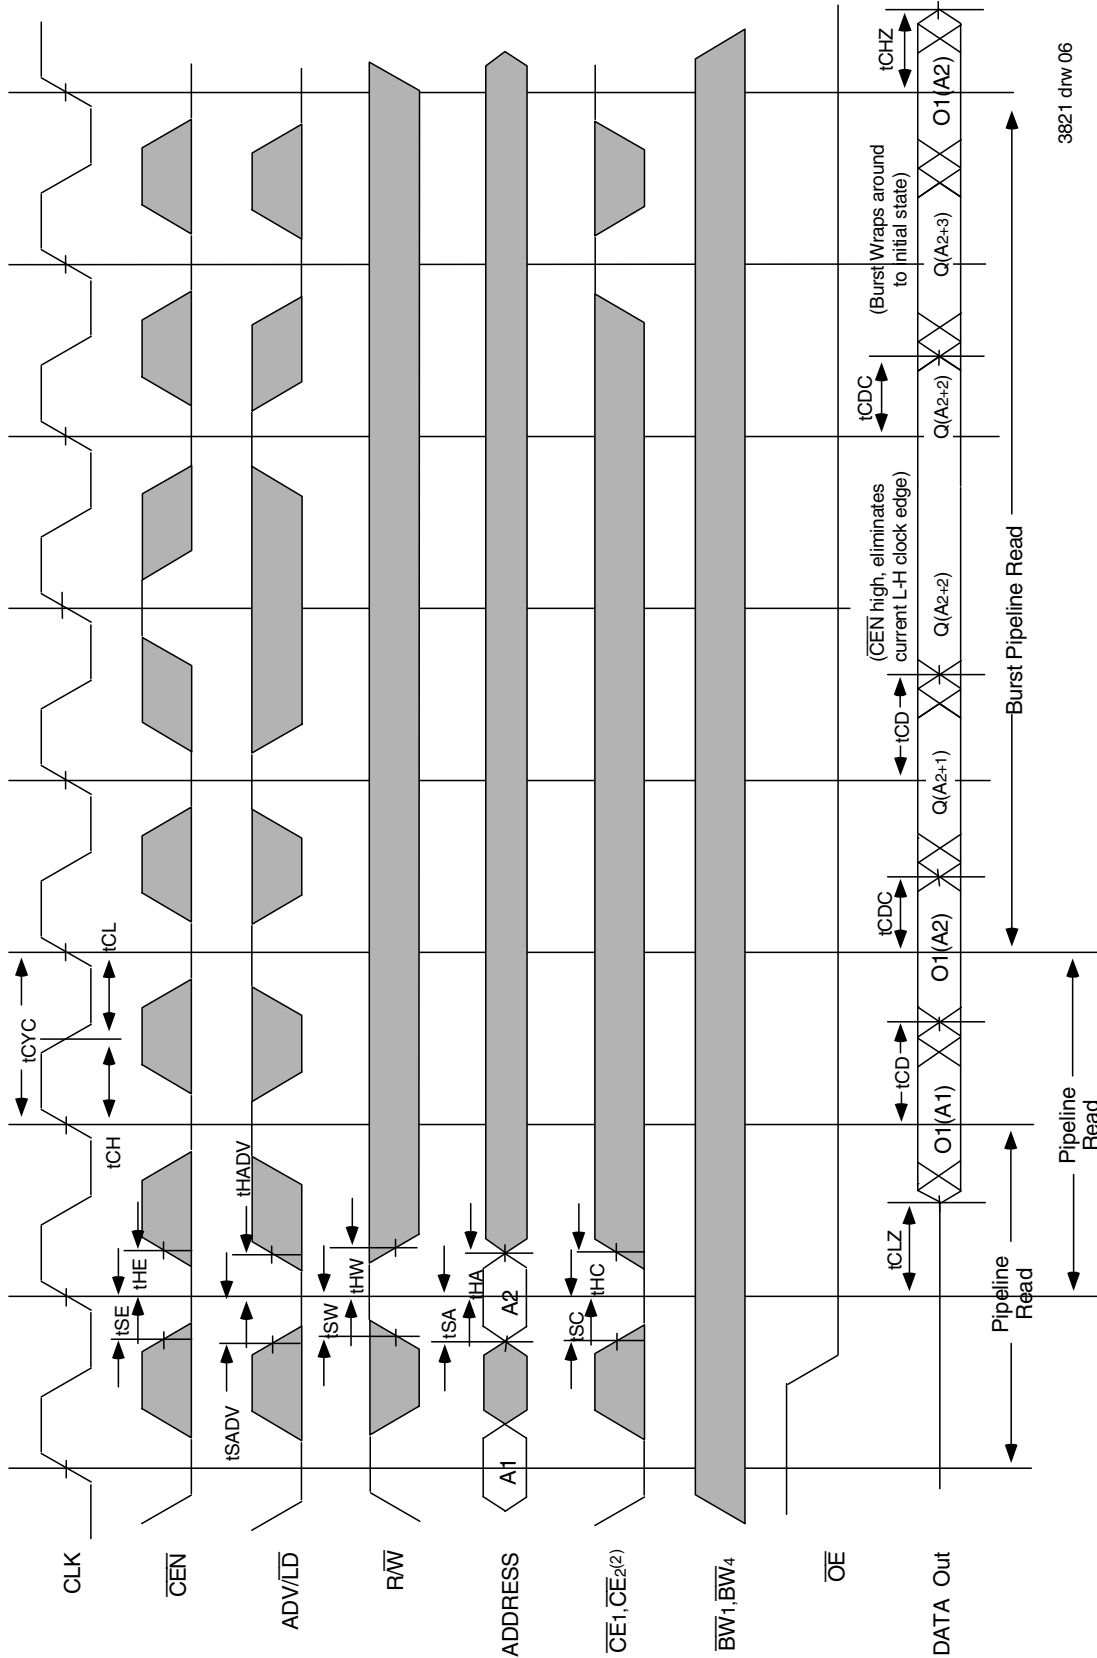 CLK
tCYC
tCH
tCL
CEN
tSE
tHE
ADV/LD
tSADV
tHADV
R/W
tSW
tHW
ADDRESS
A1
A2
tSA
tHA
CE1,CE2(2)
tSC
tHC
BW1,BW4
OE
(CEN high, eliminates
current L-H clock edge)
(Burst Wraps around
to initial state)
tCLZ
tCD
tCDC
tCD
tCDC
tCHZ
DATA Out
O1(A1)
O1(A2)
Q(A2+1)
Q(A2+2)
Q(A2+2)
Q(A2+3)
O1(A2)
Pipeline
Read
Burst Pipeline Read
Pipeline
Read
3821 drw 06